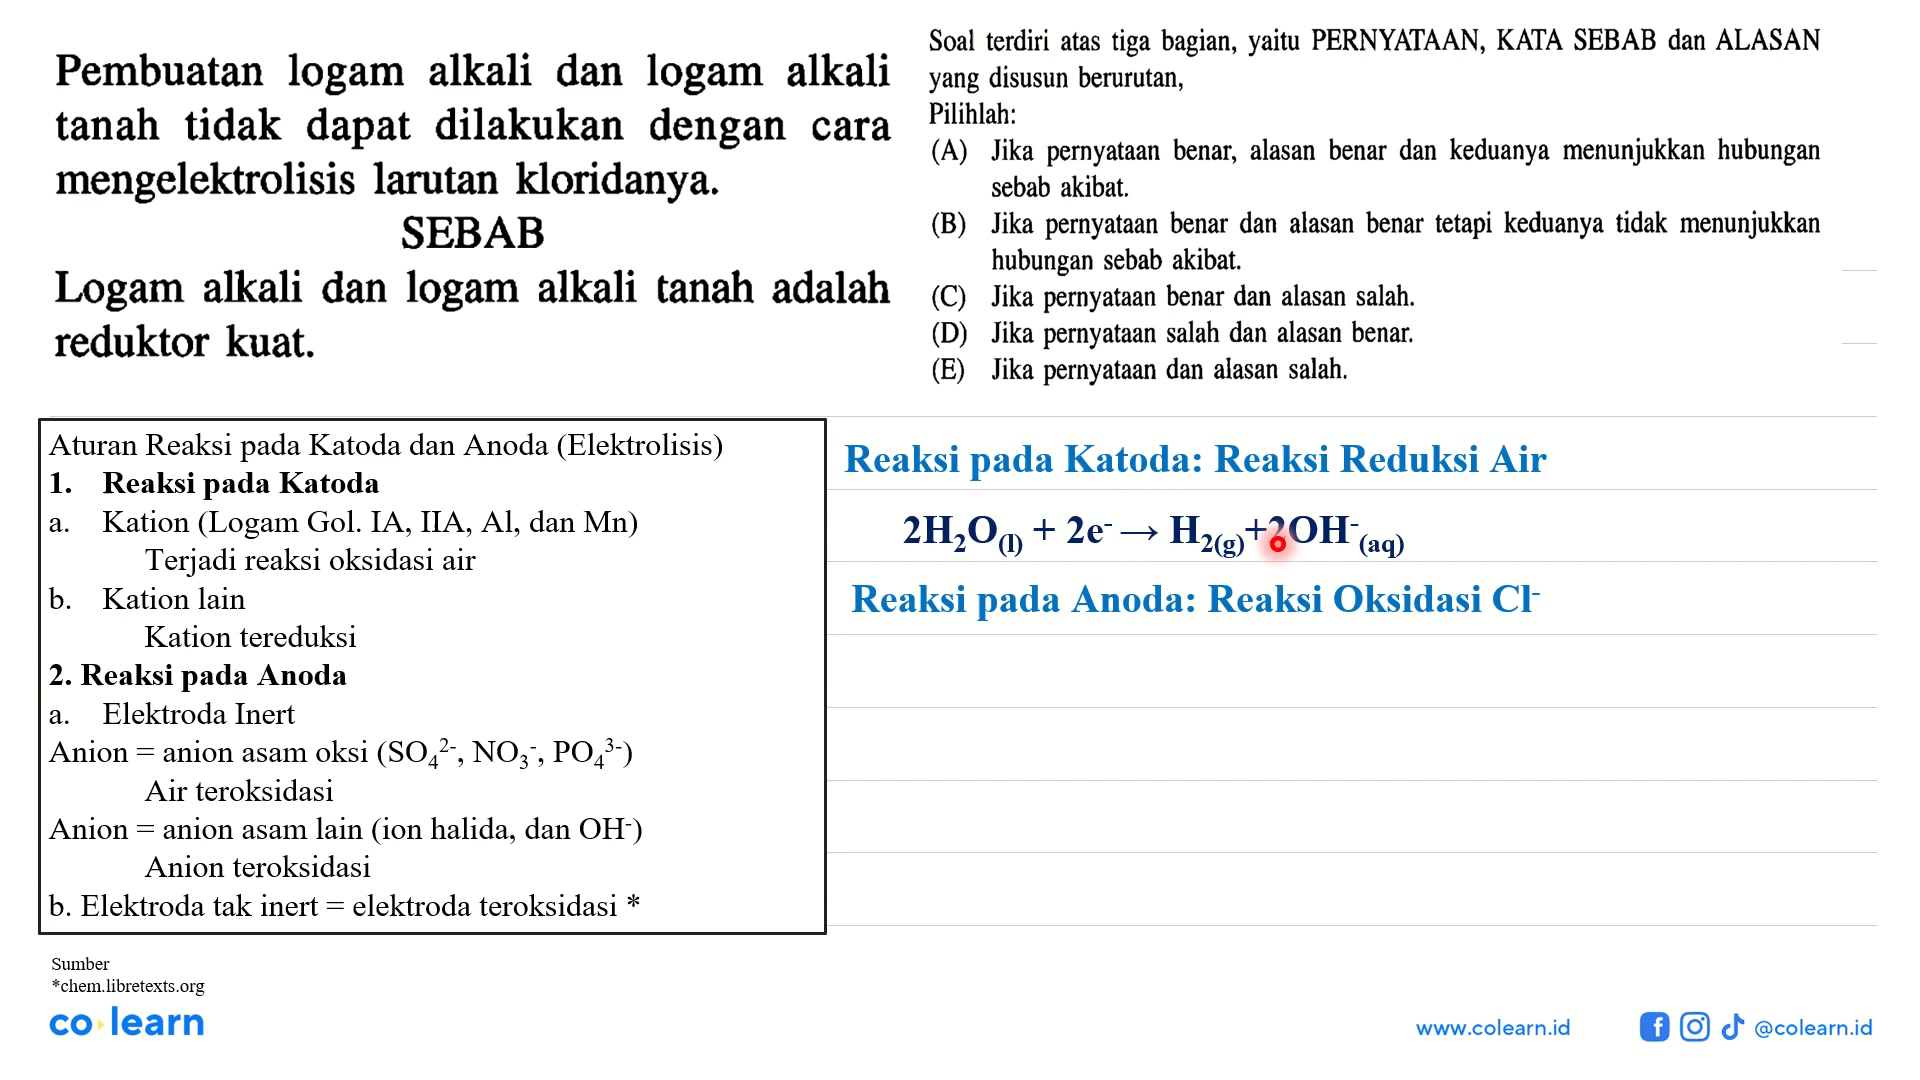 Pembuatan logam alkali dan logam alkali
tanah tidak dapat dilakukan dengan cara
mengelektrolisis larutan kloridanya.
SEBAB
Logam alkali dan logam alkali tanah adalah
reduktor kuat.
Soal terdiri atas tiga bagian, yaitu PERNYATAAN, KATA SEBAB dan ALASAN
yang disusun berurutan,
Pilihlah:
(A) Jika pernyataan benar, alasan benar dan keduanya menunjukkan hubungan
sebab akibat.
(B) Jika pernyataan benar dan alasan benar tetapi keduanya tidak menunjukkan
hubungan sebab akibat.
(C) Jika pernyataan benar dan alasan salah.
(D) Jika pernyataan salah dan alasan benar.
(E) Jika pernyataan dan alasan salah.
Aturan Reaksi pada Katoda dan Anoda (Elektrolisis)
1. Reaksi pada Katoda
a. Kation (Logam Gol. IA, IIA, Al, dan Mn)
Terjadi reaksi oksidasi air
b. Kation lain
Kation tereduksi
2. Reaksi pada Anoda
a. Elektroda Inert
Anion = anion asam oksi (SO₄²⁻, NO₃⁻, PO₄³⁻)
Air teroksidasi
Anion = anion asam lain (ion halida, dan OH⁻)
Anion teroksidasi
b. Elektroda tak inert = elektroda teroksidasi *
Reaksi pada Katoda: Reaksi Reduksi Air
2H₂O₍l₎ + 2e⁻ → H₂₍g₎+2OH⁻₍aq₎
Reaksi pada Anoda: Reaksi Oksidasi Cl⁻
Sumber
*chem.libretexts.org
co learn
www.colearn.id
@colearn.id